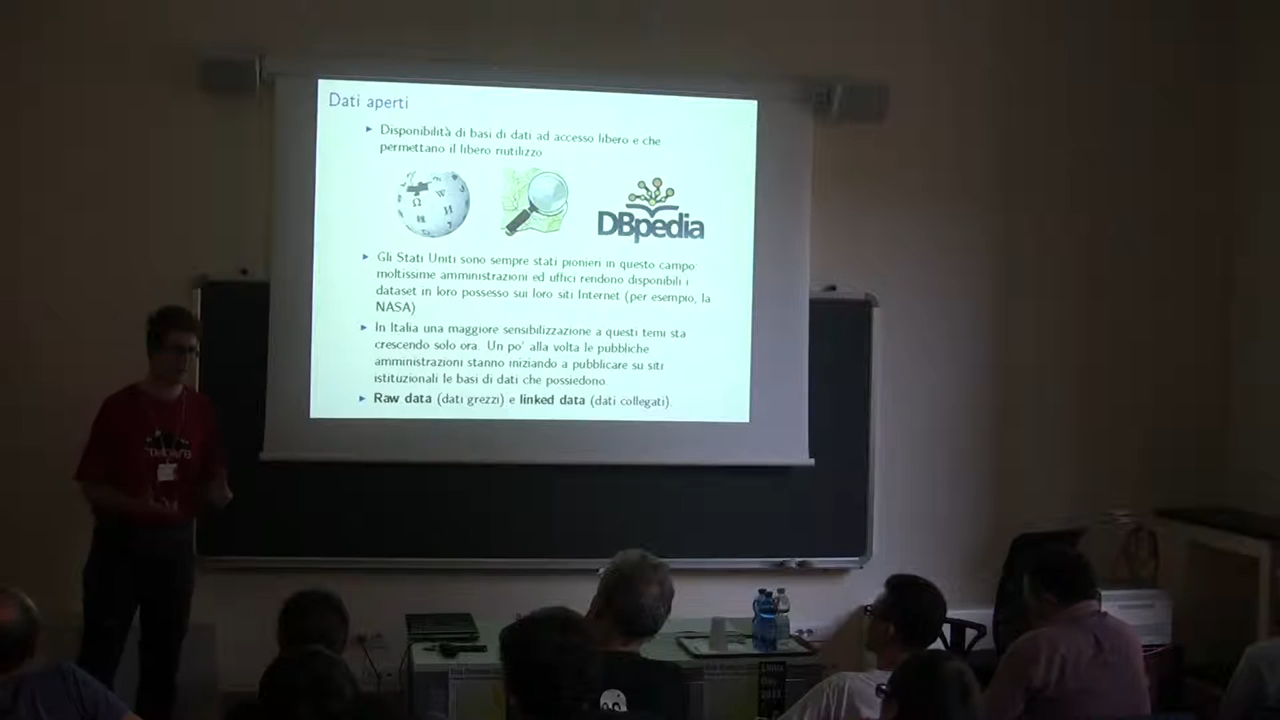 Dati aperti
Disponibilità di basi di dati ad accesso libero e che
permettano il libero riutilizzo
DBpedia
Gli Stati Uniti sono sempre stati pionieri in questo campo:
moltissime amministrazioni ed uffici rendono disponibili i
dataset in loro possesso sui loro siti Internet (per esempio, la
NASA)
In Italia una maggiore sensibilizzazione a questi temi sta
crescendo solo ora. Un po' alla volta le pubbliche
amministrazioni stanno iniziando a pubblicare su siti
istituzionali le basi di dati che possiedono.
Raw data (dati grezzi) e linked data (dati collegati).